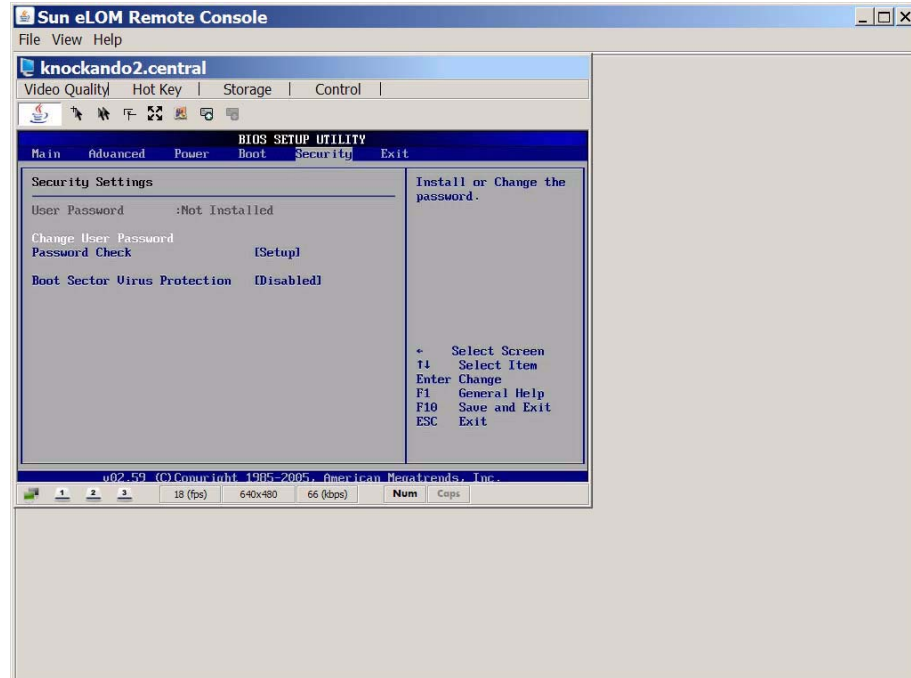 Sun eLOM Remote Console
File View Help
knockando2.central
Video Quality Hot Key | Storage | Control |
BIOS SETUP UTILITY
Main Advanced Power Boot Security Exit
Security Settings
User Password :Not Installed
Change User Password
Password Check [Setup]
Boot Sector Virus Protection [Disabled]
Install or Change the
password.
← Select Screen
↑↓ Select Item
Enter Change
F1 General Help
F10 Save and Exit
ESC Exit
v02.59 (C)Copyright 1985-2005, American Megatrends, Inc.
1 2 3 18 (fps) 640x480 66 (kbps) Num Caps